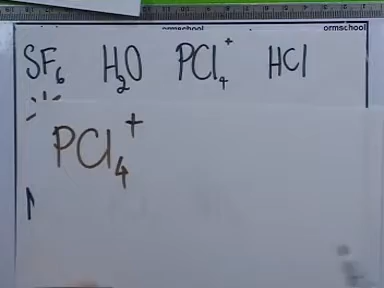 ormschool ormschool
SF₆ H₂O PCl₄⁺ HCl
PCl₄⁺